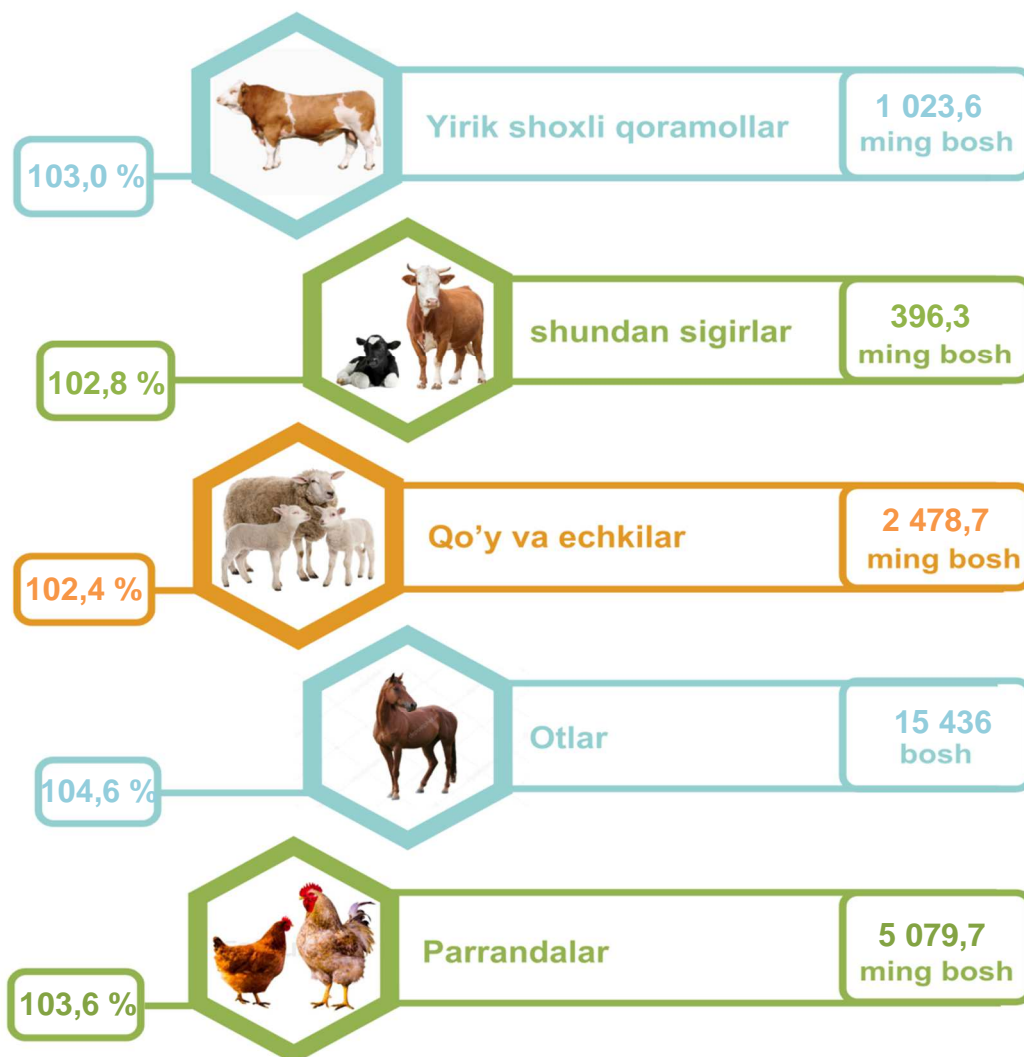 Yirik shoxli qoramollar
1 023,6
ming bosh
103,0 %
shundan sigirlar
396,3
ming bosh
102,8 %
Qo’y va echkilar
2 478,7
ming bosh
102,4 %
Otlar
15 436
bosh
104,6 %
Parrandalar
5 079,7
ming bosh
103,6 %